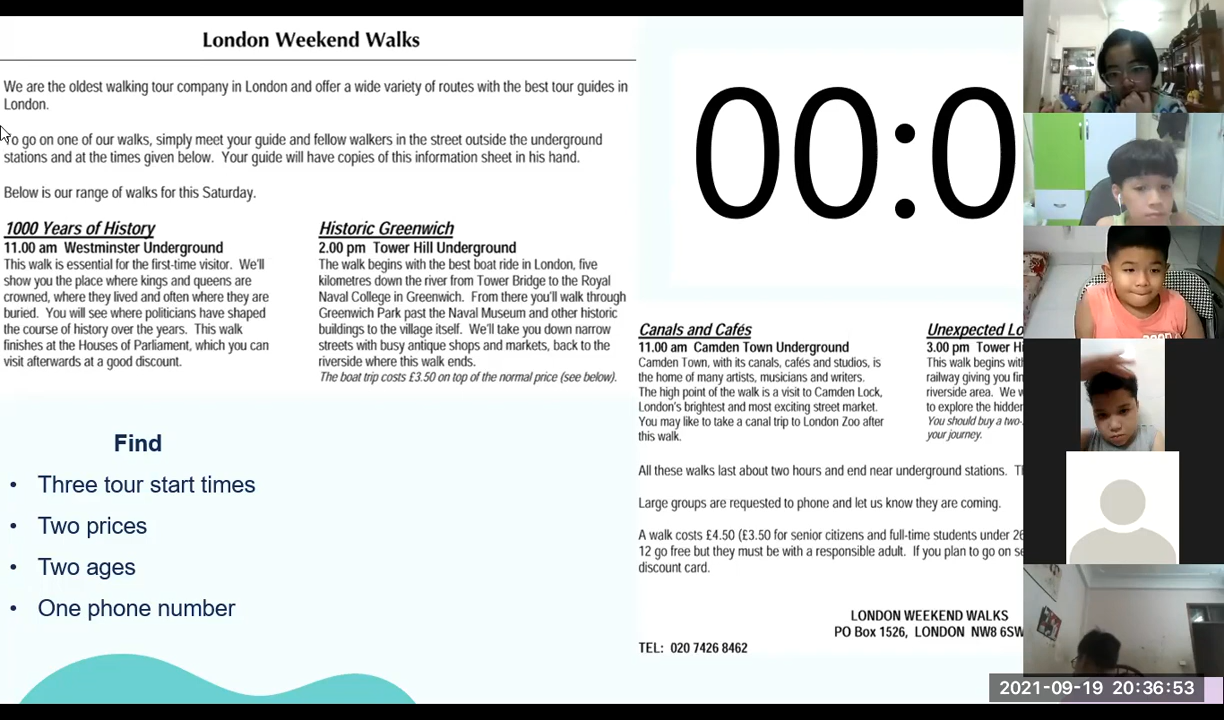 London Weekend Walks
We are the oldest walking tour company in London and offer a wide variety of routes with the best tour guides in
London.
To go on one of our walks, simply meet your guide and fellow walkers in the street outside the underground
stations and at the times given below. Your guide will have copies of this information sheet in his hand.
Below is our range of walks for this Saturday.
1000 Years of History
11.00 am Westminster Underground
This walk is essential for the first-time visitor. We'll
show you the place where kings and queens are
crowned, where they lived and often where they are
buried. You will see where politicians have shaped
the course of history over the years. This walk
finishes at the Houses of Parliament, which you can
visit afterwards at a good discount.
Historic Greenwich
2.00 pm Tower Hill Underground
The walk begins with the best boat ride in London, five
kilometres down the river from Tower Bridge to the Royal
Naval College in Greenwich. From there you'll walk through
Greenwich Park past the Naval Museum and other historic
buildings to the village itself. We'll take you down narrow
streets with busy antique shops and markets, back to the
riverside where this walk ends.
The boat trip costs £3.50 on top of the normal price (see below).
Find
• Three tour start times
• Two prices
• Two ages
• One phone number
00:0
Canals and Cafés
11.00 am Camden Town Underground
Camden Town, with its canals, cafés and studios, is
the home of many artists, musicians and writers.
The high point of the walk is a visit to Camden Lock,
London's brightest and most exciting street market.
You may like to take a canal trip to London Zoo after
this walk.
Unexpected Lo
3.00 pm Tower Hi
This walk begins with
railway giving you fin
riverside area. We w
to explore the hidden
You should buy a two-
your journey.
All these walks last about two hours and end near underground stations. T
Large groups are requested to phone and let us know they are coming.
A walk costs £4.50 (£3.50 for senior citizens and full-time students under 26
12 go free but they must be with a responsible adult. If you plan to go on se
discount card.
LONDON WEEKEND WALKS
PO Box 1526, LONDON NW8 6SW
TEL: 020 7426 8462
2021-09-19 20:36:53